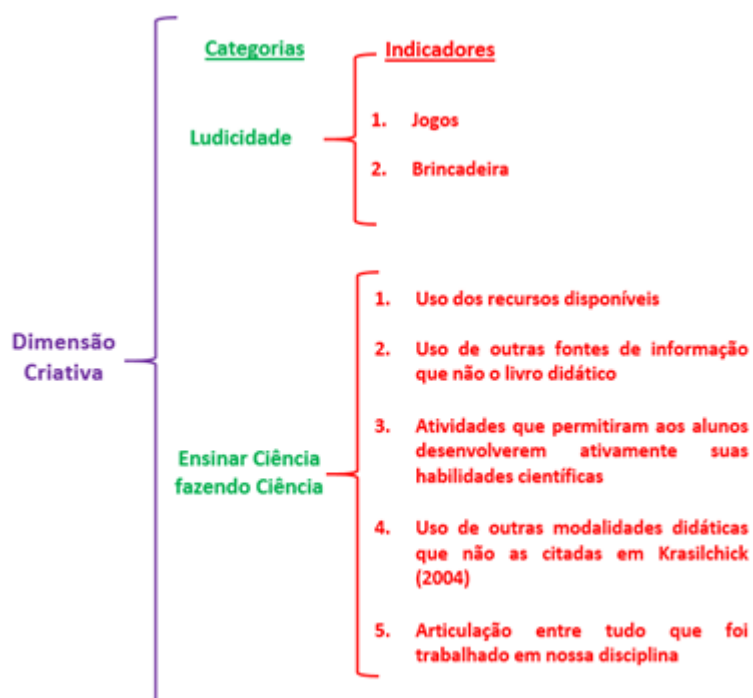 Categorias
Indicadores
Ludicidade
1. Jogos
2. Brincadeira
Dimensão
Criativa
Ensinar Ciência
fazendo Ciência
1. Uso dos recursos disponíveis
2. Uso de outras fontes de informação
que não o livro didático
3. Atividades que permitiram aos alunos
desenvolverem ativamente suas
habilidades científicas
4. Uso de outras modalidades didáticas
que não as citadas em Krasilchick
(2004)
5. Articulação entre tudo que foi
trabalhado em nossa disciplina